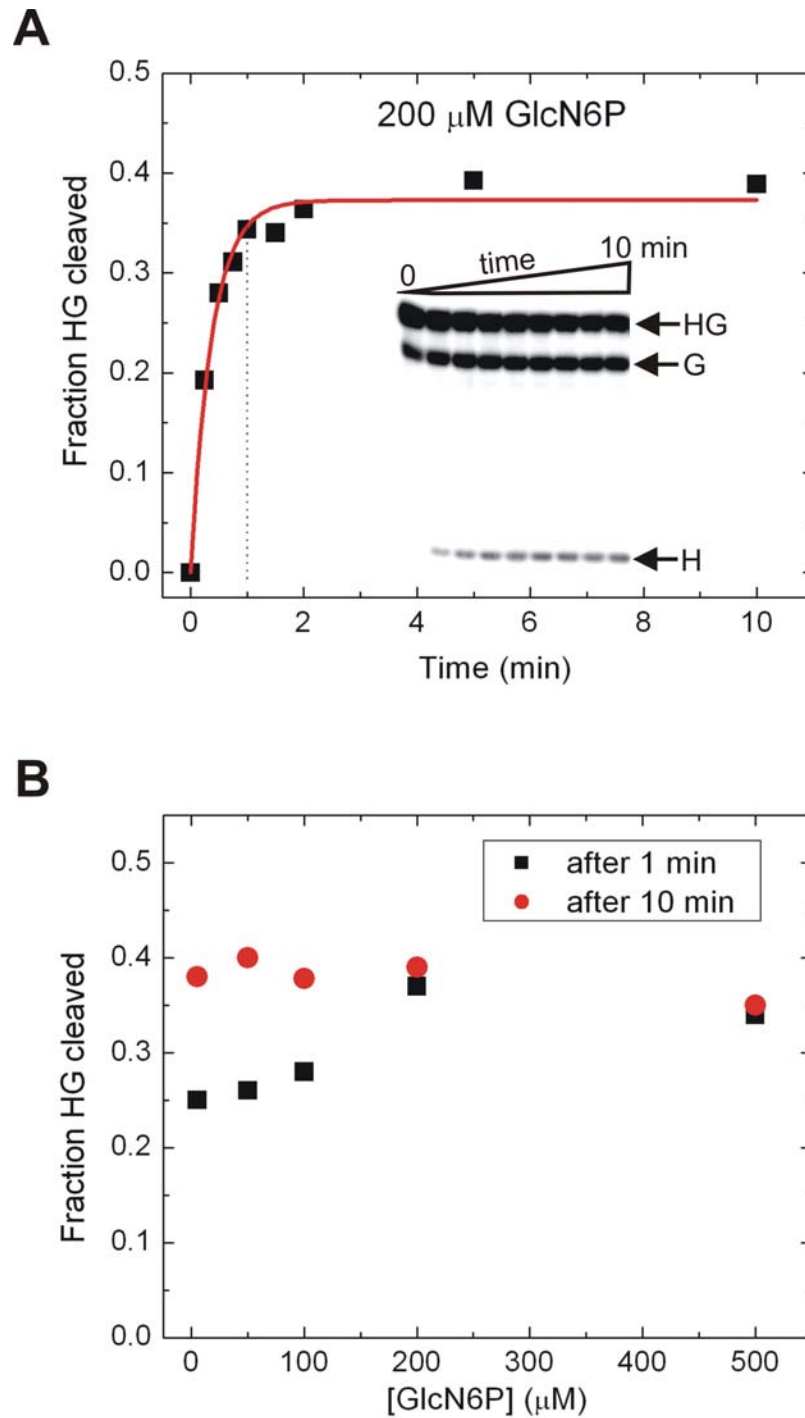 A
200 μM GlcN6P
0.5
0.4
0.3
0.2
0.1
0.0
Fraction HG cleaved
0 time 10 min
HG
G
H
0 2 4 6 8 10
Time (min)
B
after 1 min
after 10 min
0.5
0.4
0.3
0.2
0.1
0.0
Fraction HG cleaved
0 100 200 300 400 500
[GlcN6P] (μM)